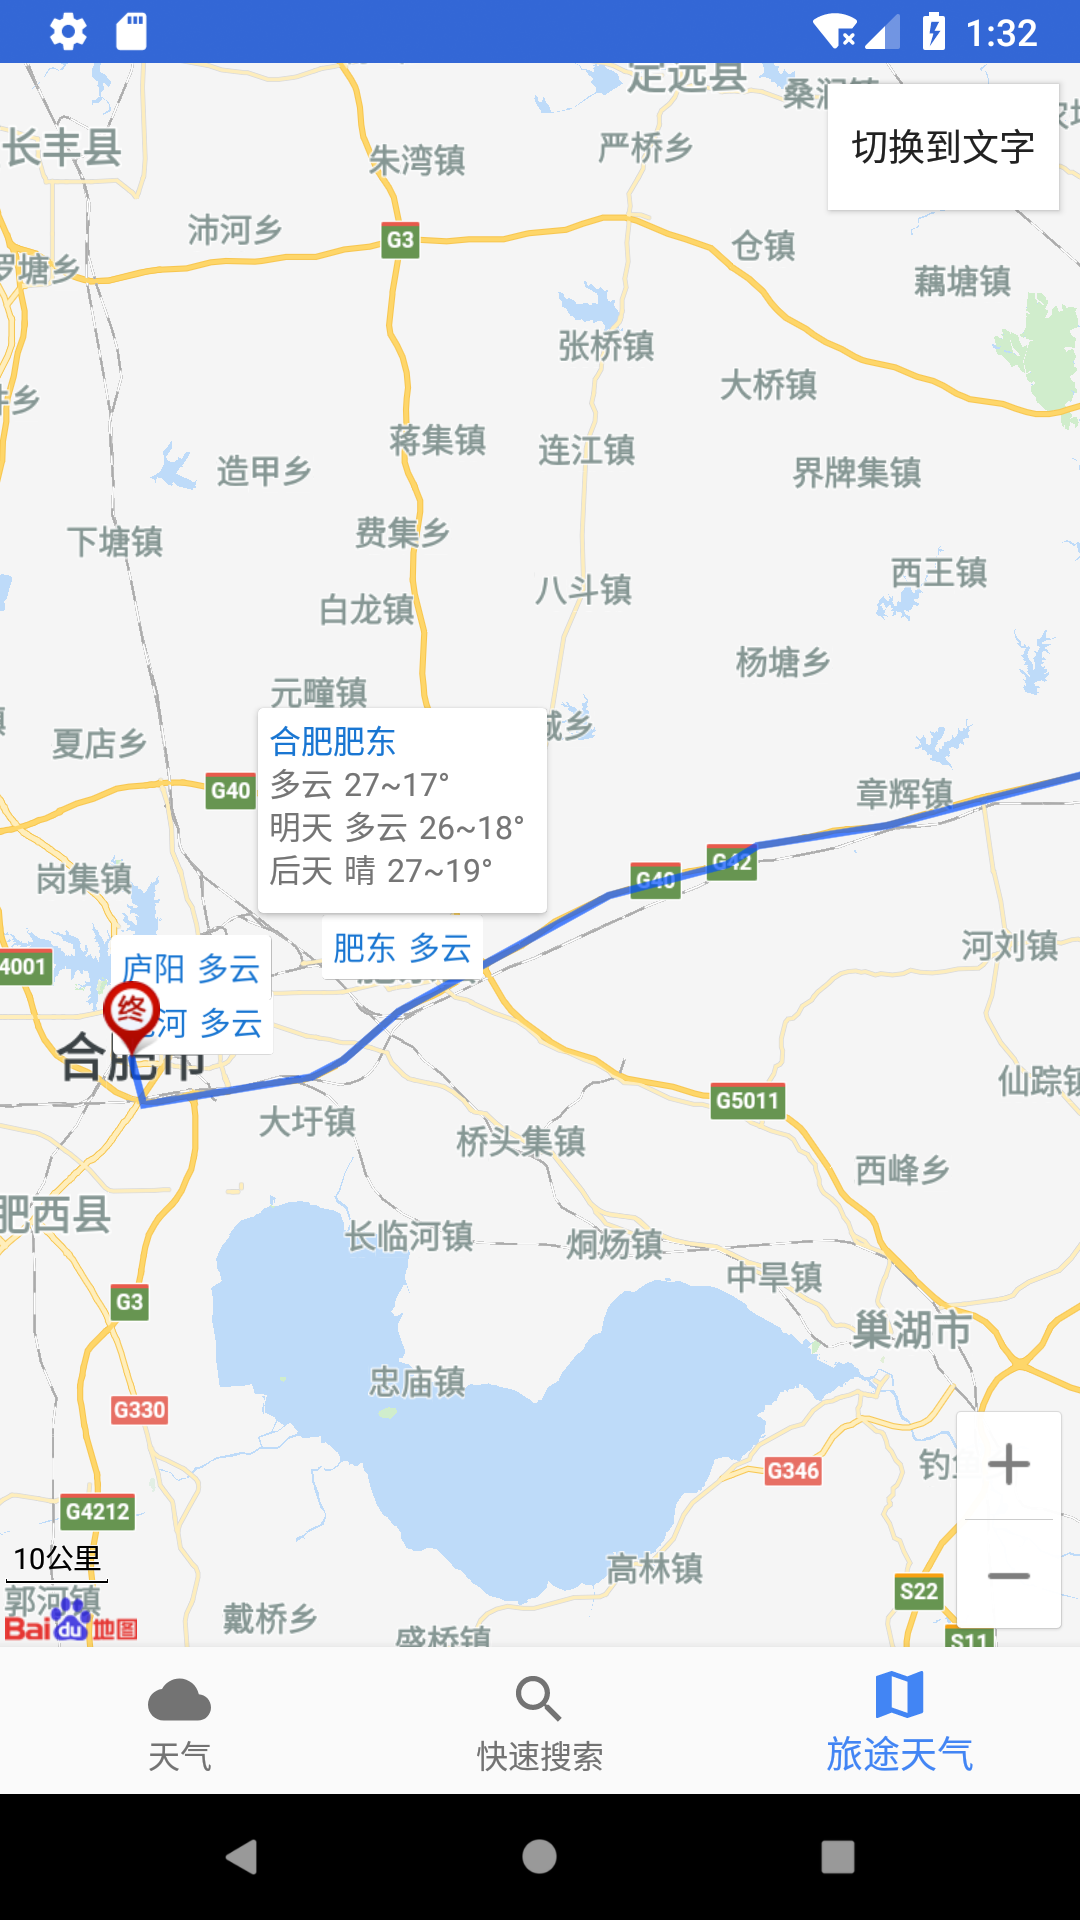 1:32
定远县
切换到文字
长丰县
朱湾镇
严桥乡
沛河乡
G3
仓镇
罗塘乡
藕塘镇
张桥镇
大桥镇
蒋集镇
连江镇
造甲乡
界牌集镇
下塘镇
费集乡
西王镇
八斗镇
白龙镇
杨塘乡
元疃镇
夏店乡
G40
章辉镇
合肥肥东
多云 27~17°
明天 多云 26~18°
后天 晴 27~19°
岗集镇
G40
G42
肥东 多云
河刘镇
4001
庐阳 多云
终
河 多云
合肥市
仙踪镇
G5011
大圩镇
桥头集镇
西峰乡
肥西县
长临河镇
烔炀镇
中旱镇
G3
巢湖市
忠庙镇
G330
G346
G4212
10公里
郭河镇
高林镇
S22
戴桥乡
盛桥镇
S11
Baidu地图
天气
快速搜索
旅途天气